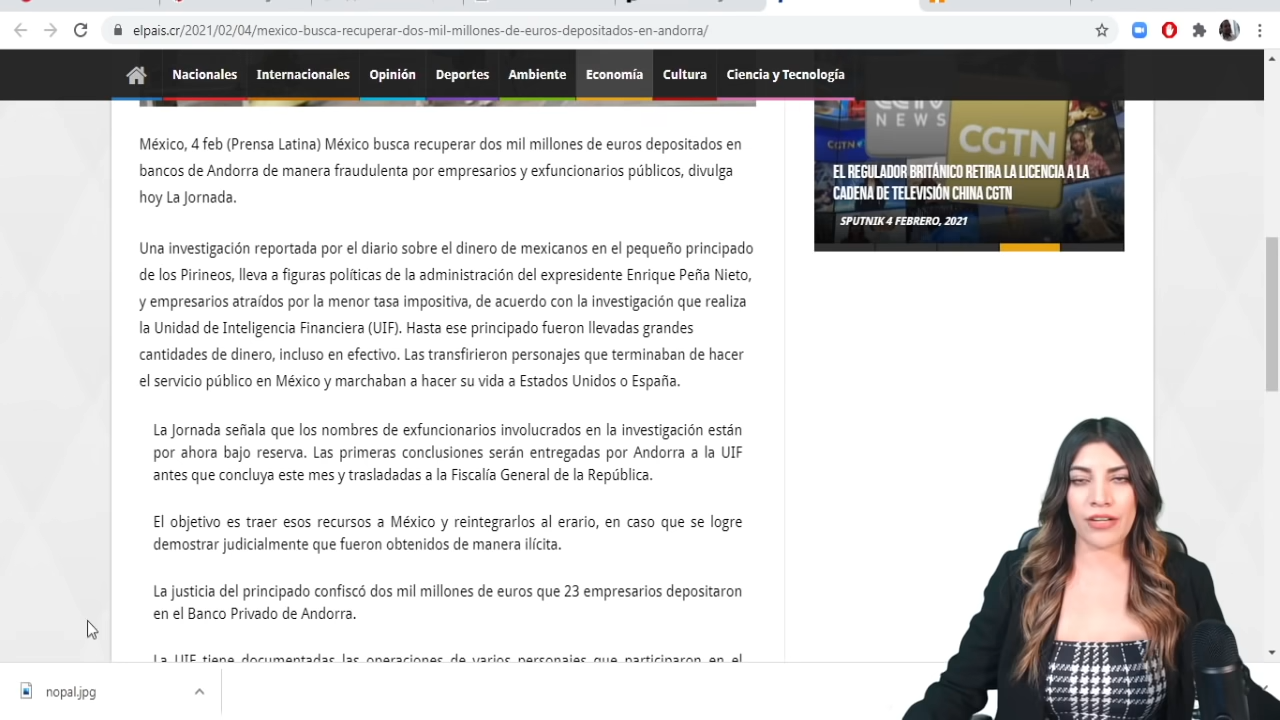 elpais.cr/2021/02/04/mexico-busca-recuperar-dos-mil-millones-de-euros-depositados-en-andorra/
Nacionales Internacionales Opinión Deportes Ambiente Economía Cultura Ciencia y Tecnología
México, 4 feb (Prensa Latina) México busca recuperar dos mil millones de euros depositados en
bancos de Andorra de manera fraudulenta por empresarios y exfuncionarios públicos, divulga
hoy La Jornada.
Una investigación reportada por el diario sobre el dinero de mexicanos en el pequeño principado
de los Pirineos, lleva a figuras políticas de la administración del expresidente Enrique Peña Nieto,
y empresarios atraídos por la menor tasa impositiva, de acuerdo con la investigación que realiza
la Unidad de Inteligencia Financiera (UIF). Hasta ese principado fueron llevadas grandes
cantidades de dinero, incluso en efectivo. Las transfirieron personajes que terminaban de hacer
el servicio público en México y marchaban a hacer su vida a Estados Unidos o España.
La Jornada señala que los nombres de exfuncionarios involucrados en la investigación están
por ahora bajo reserva. Las primeras conclusiones serán entregadas por Andorra a la UIF
antes que concluya este mes y trasladadas a la Fiscalía General de la República.
El objetivo es traer esos recursos a México y reintegrarlos al erario, en caso que se logre
demostrar judicialmente que fueron obtenidos de manera ilícita.
La justicia del principado confiscó dos mil millones de euros que 23 empresarios depositaron
en el Banco Privado de Andorra.
La UIF tiene documentadas las operaciones de varios personajes que participaron en el
CGTN
NEWS
CGTN
CGTN
EL REGULADOR BRITÁNICO RETIRA LA LICENCIA A LA
CADENA DE TELEVISIÓN CHINA CGTN
SPUTNIK 4 FEBRERO, 2021
nopal.jpg